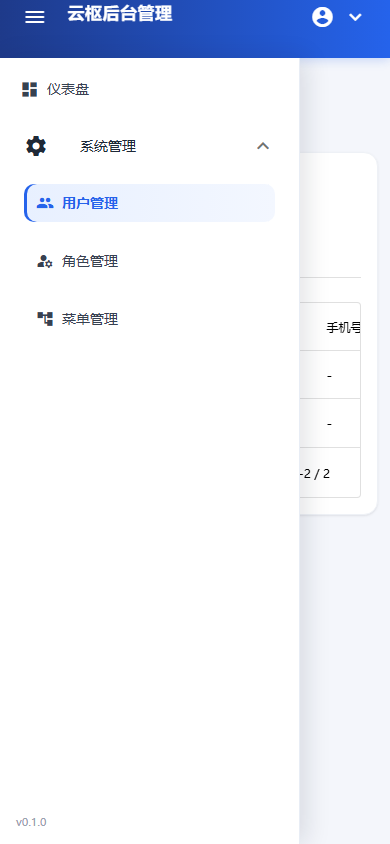 云枢后台管理
仪表盘
系统管理
用户管理
角色管理
菜单管理
手机号
-
-
-2 / 2
v0.1.0